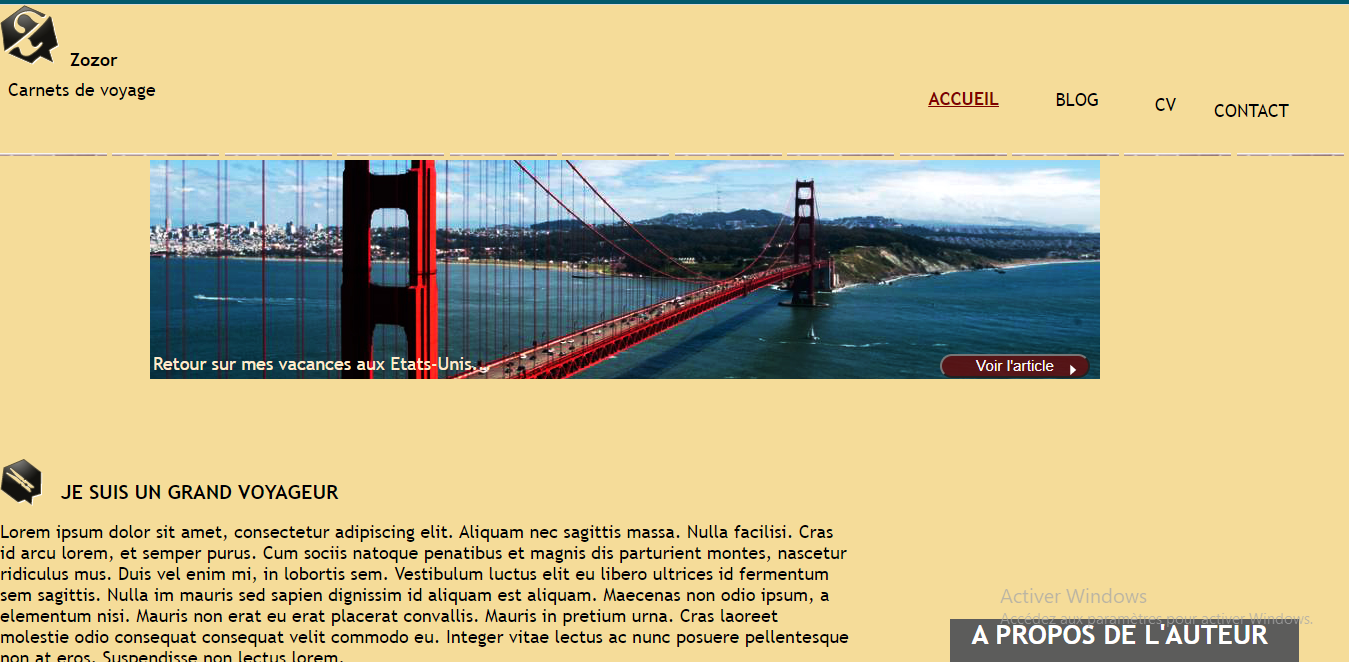 Zozor
Carnets de voyage
ACCUEIL BLOG CV CONTACT
Retour sur mes vacances aux Etats-Unis..
Voir l'article
JE SUIS UN GRAND VOYAGEUR
Lorem ipsum dolor sit amet, consectetur adipiscing elit. Aliquam nec sagittis massa. Nulla facilisi. Cras
id arcu lorem, et semper purus. Cum sociis natoque penatibus et magnis dis parturient montes, nascetur
ridiculus mus. Duis vel enim mi, in lobortis sem. Vestibulum luctus elit eu libero ultrices id fermentum
sem sagittis. Nulla im mauris sed sapien dignissim id aliquam est aliquam. Maecenas non odio ipsum, a
elementum nisi. Mauris non erat eu erat placerat convallis. Mauris in pretium urna. Cras laoreet
molestie odio consequat consequat velit commodo eu. Integer vitae lectus ac nunc posuere pellentesque
non at eros. Suspendisse non lectus lorem.
Activer Windows
Accédez aux paramètres pour activer Windows.
A PROPOS DE L'AUTEUR